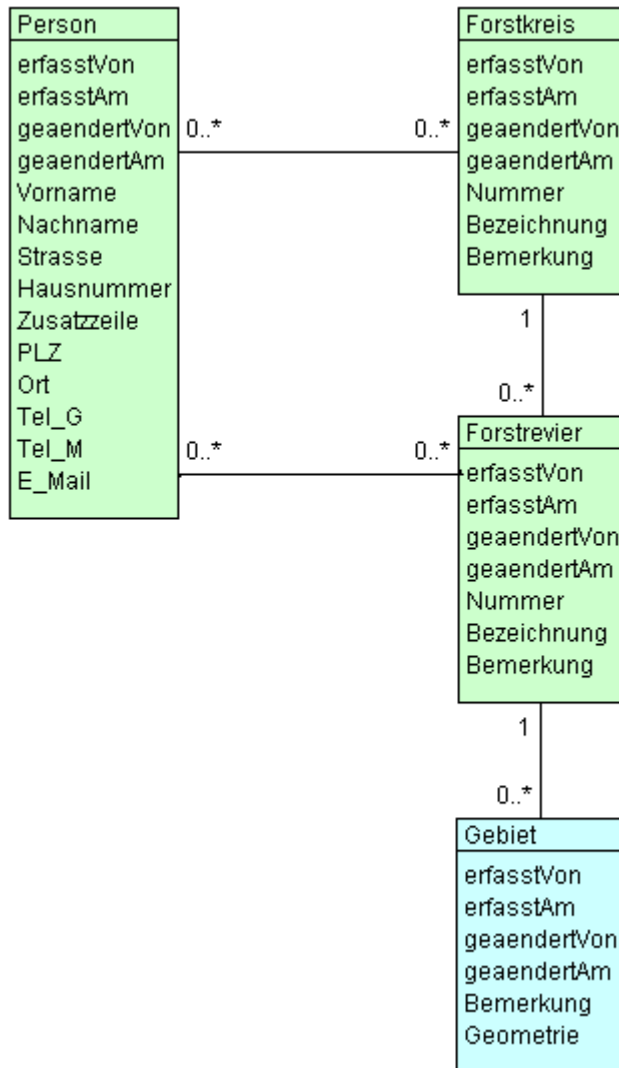 Person
erfasstVon
erfasstAm
geaendertVon
geaendertAm
Vorname
Nachname
Strasse
Hausnummer
Zusatzzeile
PLZ
Ort
Tel_G
Tel_M
E_Mail
0..*
0..*
Forstkreis
erfasstVon
erfasstAm
geaendertVon
geaendertAm
Nummer
Bezeichnung
Bemerkung
1
0..*
0..*
0..*
Forstrevier
erfasstVon
erfasstAm
geaendertVon
geaendertAm
Nummer
Bezeichnung
Bemerkung
1
0..*
Gebiet
erfasstVon
erfasstAm
geaendertVon
geaendertAm
Bemerkung
Geometrie